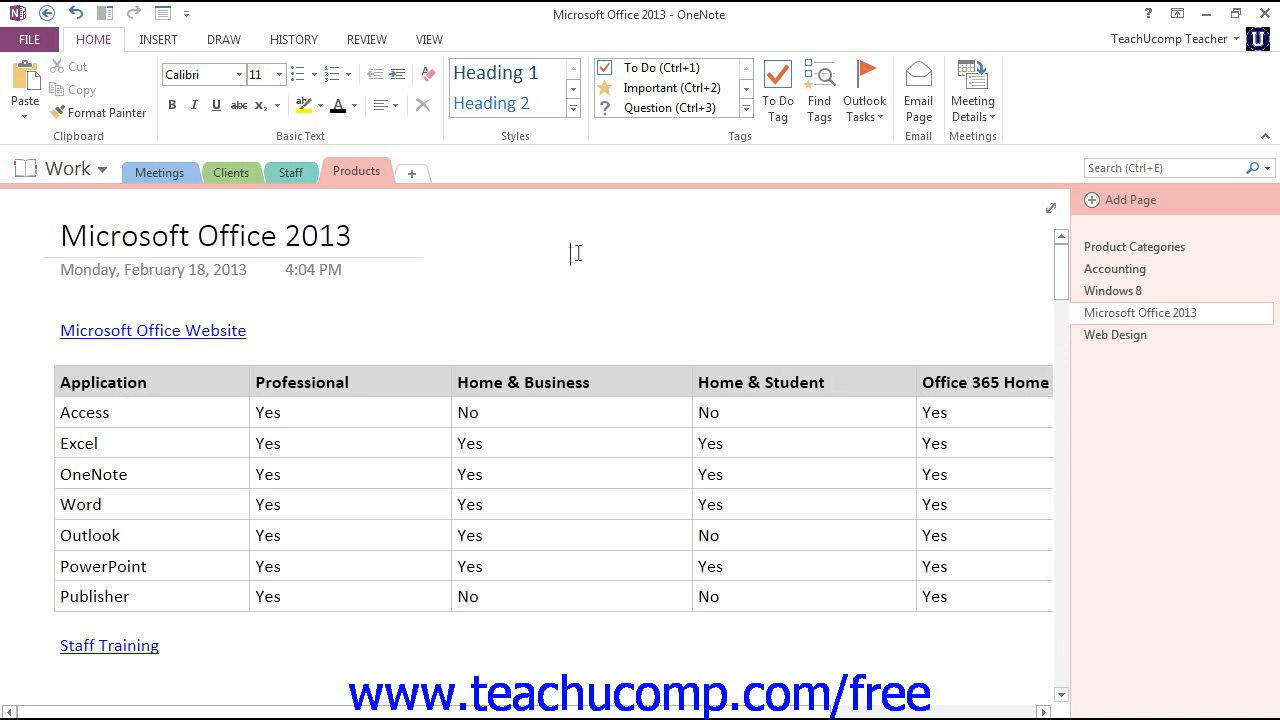 Microsoft Office 2013 - OneNote
?
FILE HOME INSERT DRAW HISTORY REVIEW VIEW
TeachUcomp Teacher U
Paste
Cut
Copy
Format Painter
Clipboard
Calibri 11
B I U abc x₂ A
Basic Text
Heading 1
Heading 2
Styles
To Do (Ctrl+1)
Important (Ctrl+2)
? Question (Ctrl+3)
To Do Tag
Find Tags
Outlook Tasks
Tags
Email Page
Email
Meeting Details
Meetings
Work Meetings Clients Staff Products +
Search (Ctrl+E)
Add Page
Product Categories
Accounting
Windows 8
Microsoft Office 2013
Web Design
Microsoft Office 2013
Monday, February 18, 2013 4:04 PM
Microsoft Office Website
Application Professional Home & Business Home & Student Office 365 Home
Access Yes No No Yes
Excel Yes Yes Yes Yes
OneNote Yes Yes Yes Yes
Word Yes Yes Yes Yes
Outlook Yes Yes No Yes
PowerPoint Yes Yes Yes Yes
Publisher Yes No No Yes
Staff Training
www.teachucomp.com/free